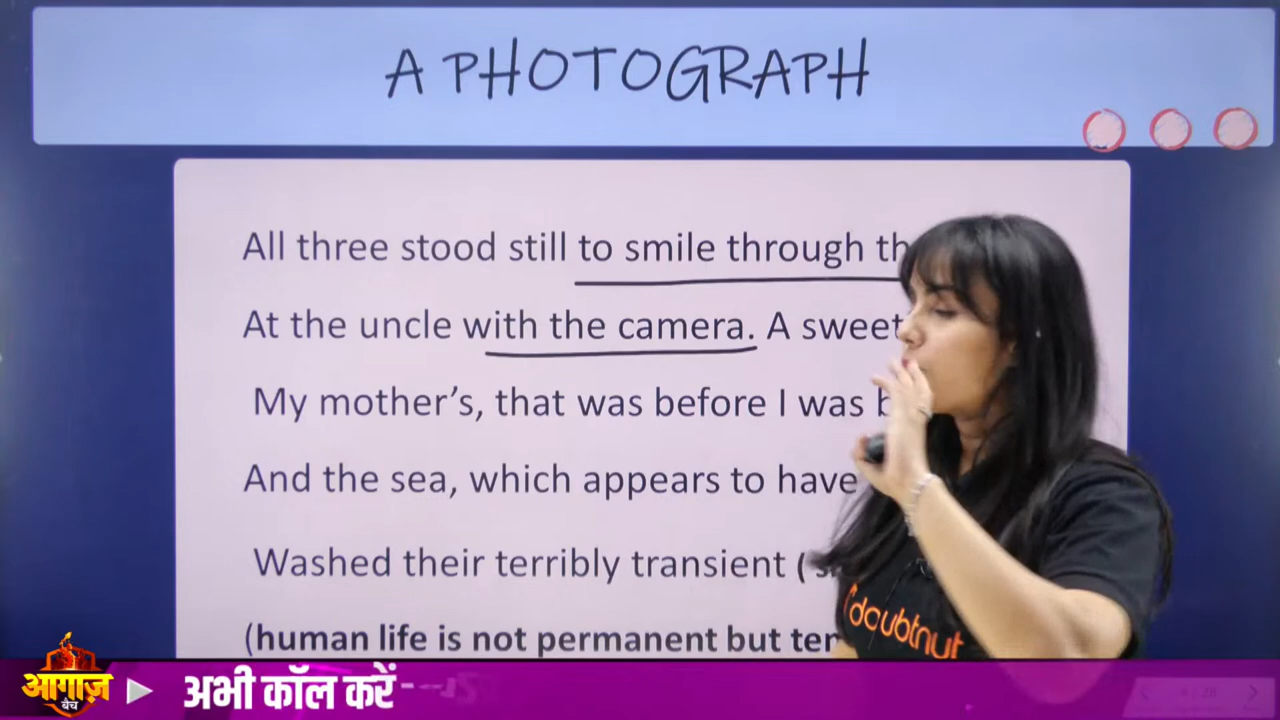 A PHOTOGRAPH
All three stood still to smile through
At the uncle with the camera. A sweet
My mother's, that was before I was
And the sea, which appears to have
Washed their terribly transient (
(human life is not permanent but
doubtnut
आगाज़
बैच
अभी कॉल करें